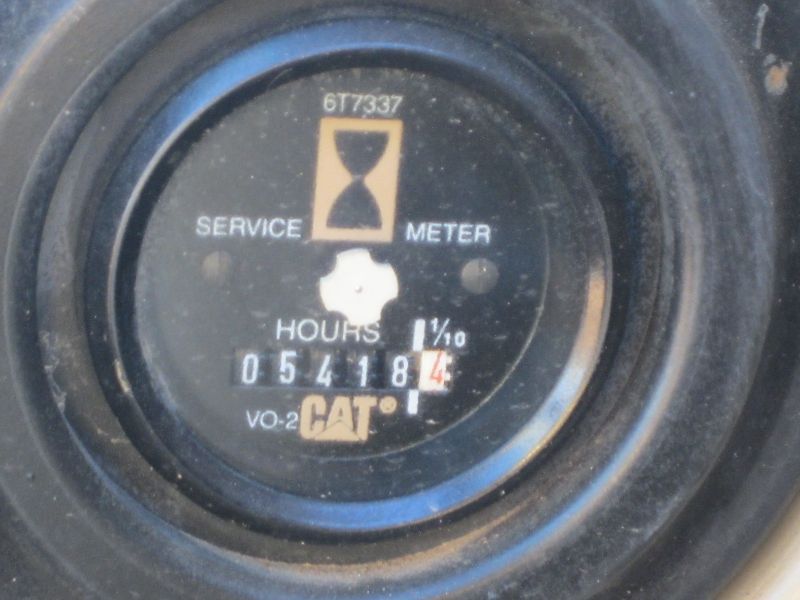 6T7337
SERVICE METER
HOURS 1/10
054184
VO-2 CAT®